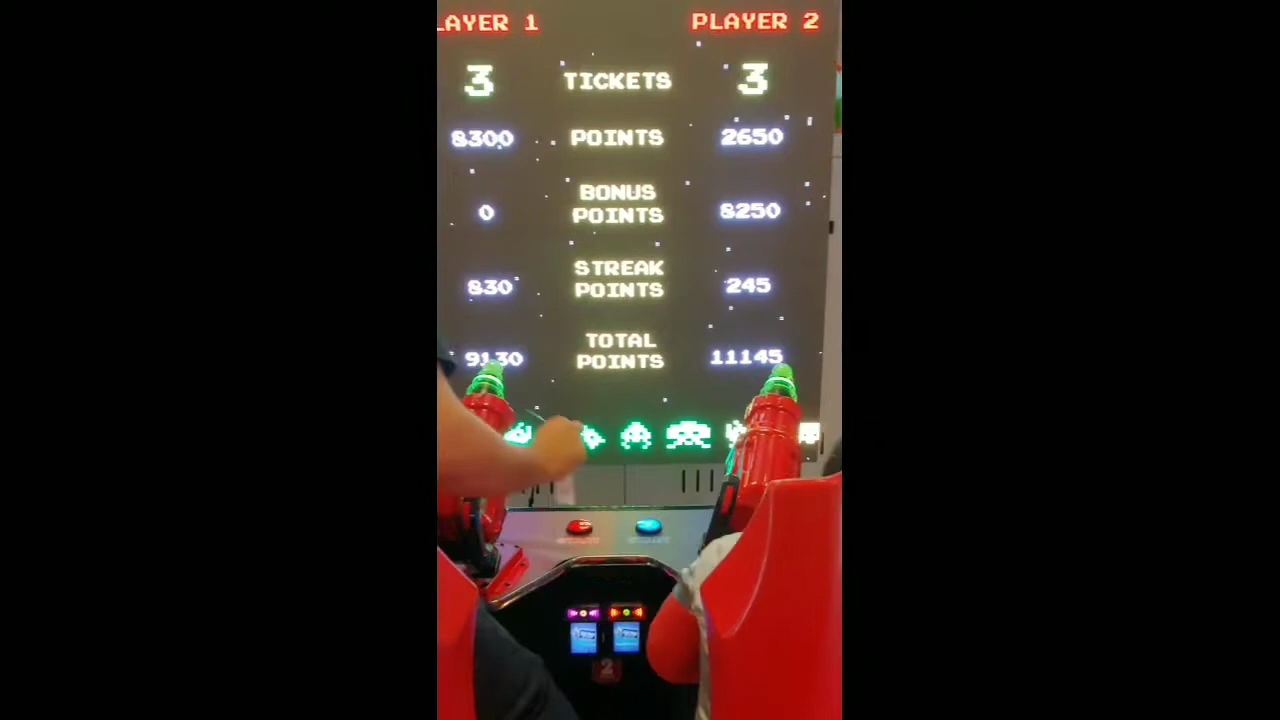 LAYER 1 PLAYER 2
3 TICKETS 3
8300 POINTS 2650
0 BONUS POINTS 8250
830 STREAK POINTS 245
9130 TOTAL POINTS 11145
2